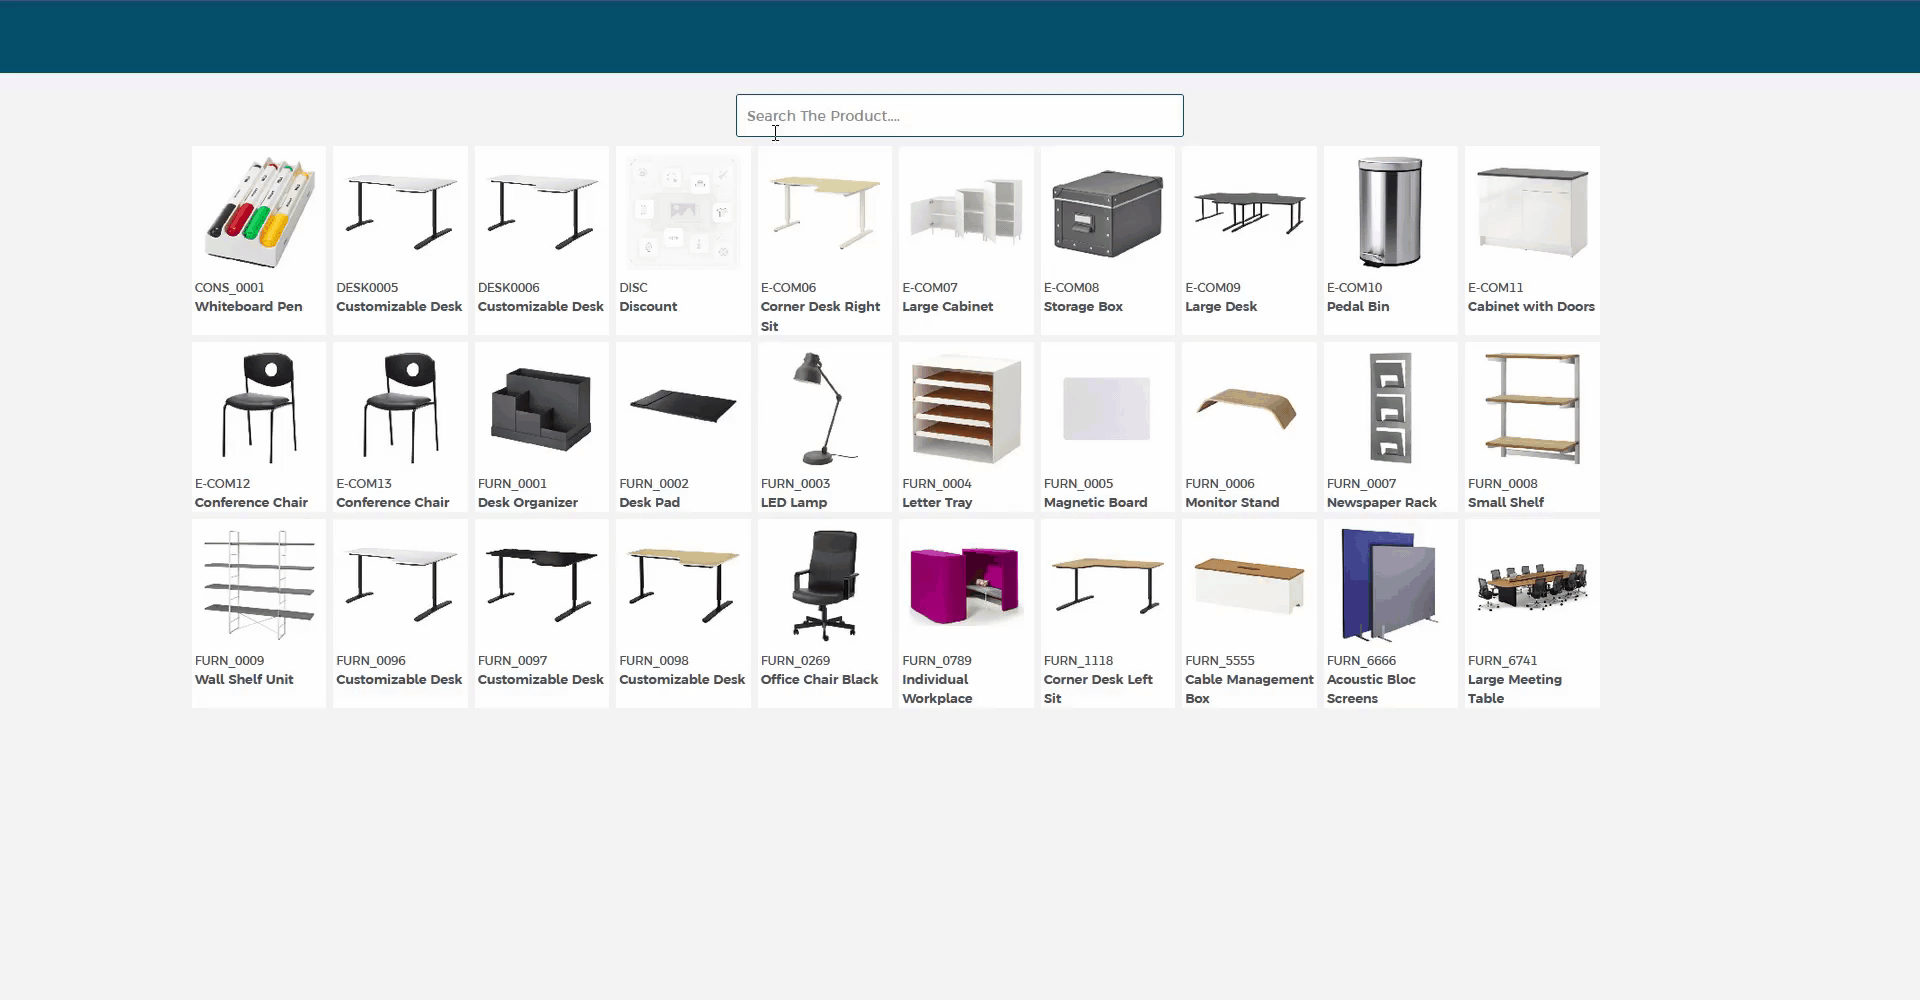 Search The Product....
CONS_0001
Whiteboard Pen
DESK0005
Customizable Desk
DESK0006
Customizable Desk
DISC
Discount
E-COM06
Corner Desk Right
Sit
E-COM07
Large Cabinet
E-COM08
Storage Box
E-COM09
Large Desk
E-COM10
Pedal Bin
E-COM11
Cabinet with Doors
E-COM12
Conference Chair
E-COM13
Conference Chair
FURN_0001
Desk Organizer
FURN_0002
Desk Pad
FURN_0003
LED Lamp
FURN_0004
Letter Tray
FURN_0005
Magnetic Board
FURN_0006
Monitor Stand
FURN_0007
Newspaper Rack
FURN_0008
Small Shelf
FURN_0009
Wall Shelf Unit
FURN_0096
Customizable Desk
FURN_0097
Customizable Desk
FURN_0098
Customizable Desk
FURN_0269
Office Chair Black
FURN_0789
Individual
Workplace
FURN_1118
Corner Desk Left
Sit
FURN_5555
Cable Management
Box
FURN_6666
Acoustic Bloc
Screens
FURN_6741
Large Meeting
Table